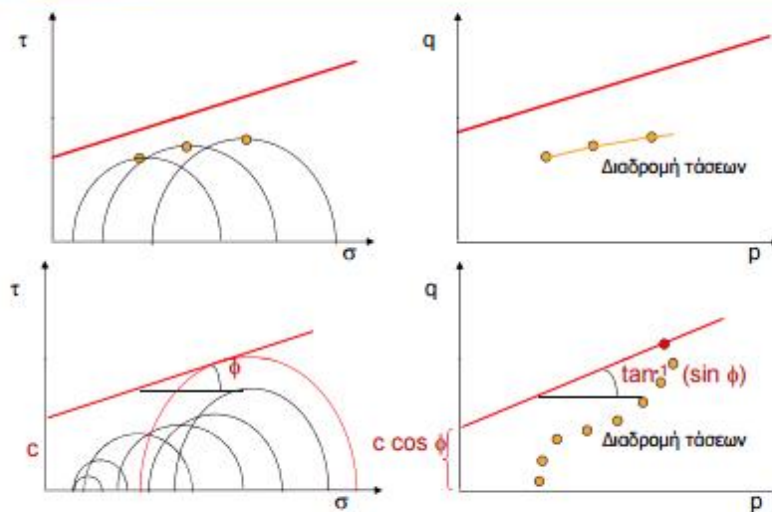 τ
σ
q
Διαδρομή τάσεων
p
τ
ϕ
c
σ
q
tan-1 (sin ϕ)
c cos ϕ
Διαδρομή τάσεων
p